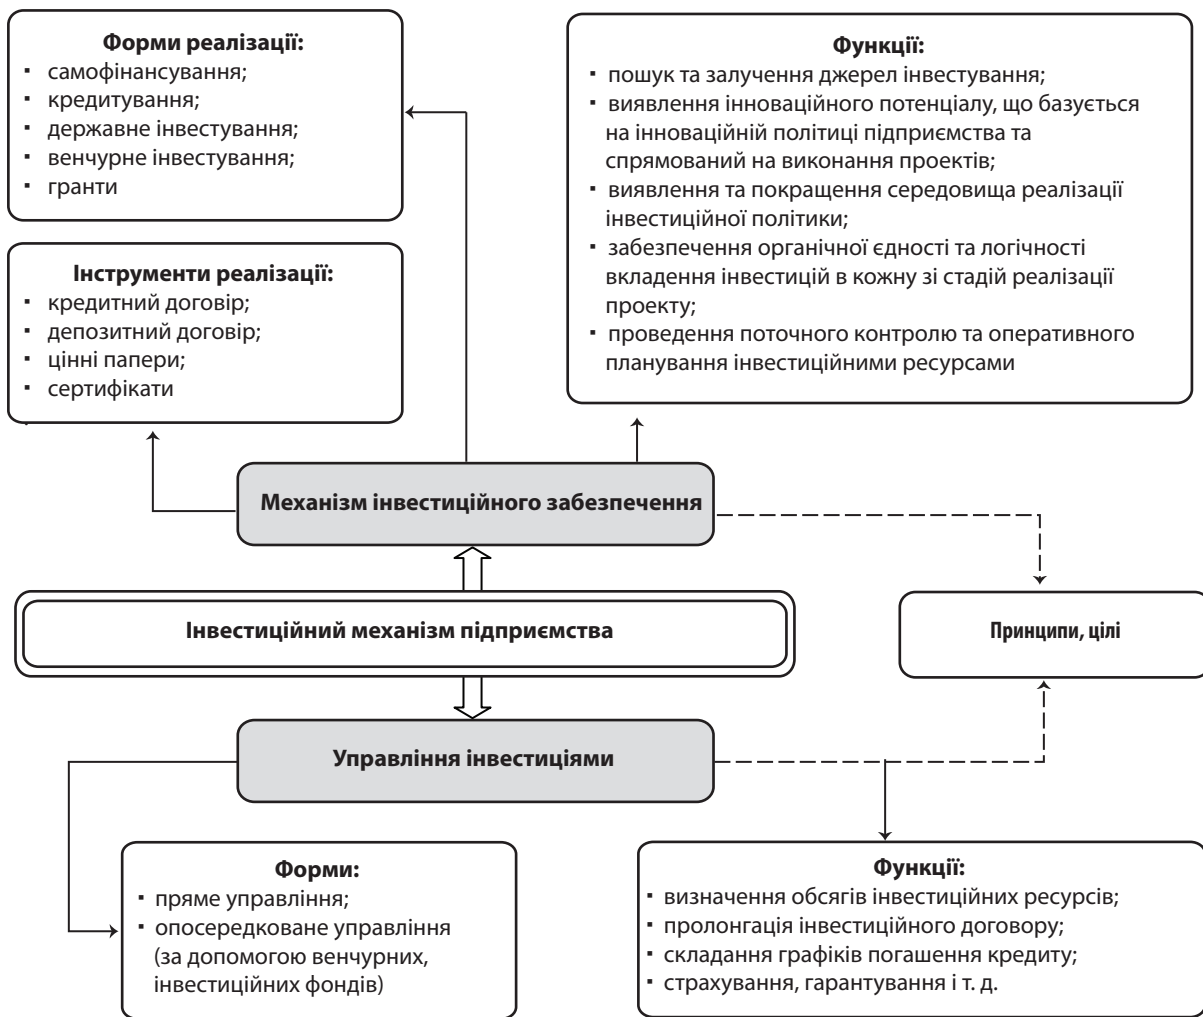 Форми реалізації:
▪ самофінансування;
▪ кредитування;
▪ державне інвестування;
▪ венчурне інвестування;
▪ гранти
Інструменти реалізації:
▪ кредитний договір;
▪ депозитний договір;
▪ цінні папери;
▪ сертифікати
Функції:
▪ пошук та залучення джерел інвестування;
▪ виявлення інноваційного потенціалу, що базується
на інноваційній політиці підприємства та
спрямований на виконання проектів;
▪ виявлення та покращення середовища реалізації
інвестиційної політики;
▪ забезпечення органічної єдності та логічності
вкладення інвестицій в кожну зі стадій реалізації
проекту;
▪ проведення поточного контролю та оперативного
планування інвестиційними ресурсами
Механізм інвестиційного забезпечення
Інвестиційний механізм підприємства
Принципи, цілі
Управління інвестиціями
Форми:
▪ пряме управління;
▪ опосередковане управління
(за допомогою венчурних,
інвестиційних фондів)
Функції:
▪ визначення обсягів інвестиційних ресурсів;
▪ пролонгація інвестиційного договору;
▪ складання графіків погашення кредиту;
▪ страхування, гарантування і т. д.